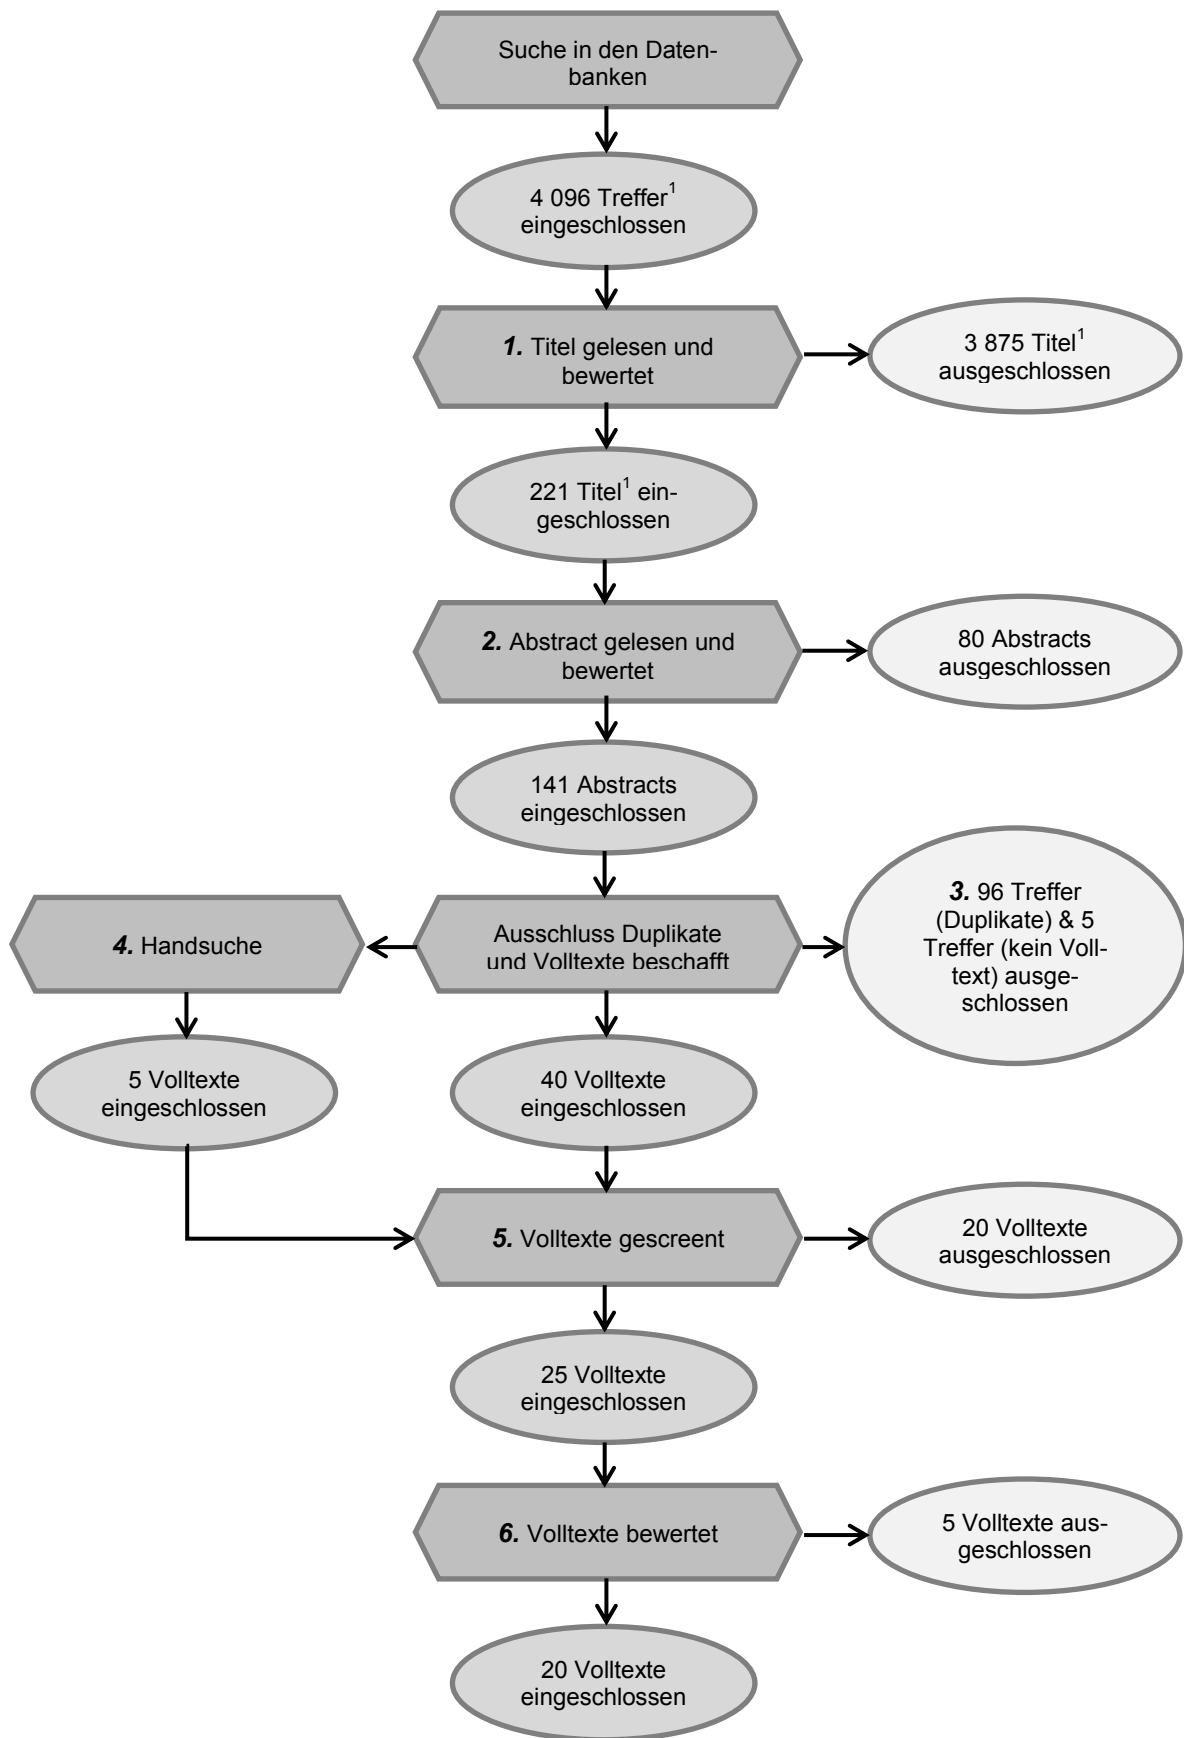 Suche in den Daten-
banken
4 096 Treffer¹
eingeschlossen
1. Titel gelesen und
bewertet
3 875 Titel¹
ausgeschlossen
221 Titel¹ ein-
geschlossen
2. Abstract gelesen und
bewertet
80 Abstracts
ausgeschlossen
141 Abstracts
eingeschlossen
4. Handsuche
Ausschluss Duplikate
und Volltexte beschafft
3. 96 Treffer
(Duplikate) & 5
Treffer (kein Voll-
text) ausge-
schlossen
5 Volltexte
eingeschlossen
40 Volltexte
eingeschlossen
5. Volltexte gescreent
20 Volltexte
ausgeschlossen
25 Volltexte
eingeschlossen
6. Volltexte bewertet
5 Volltexte aus-
geschlossen
20 Volltexte
eingeschlossen